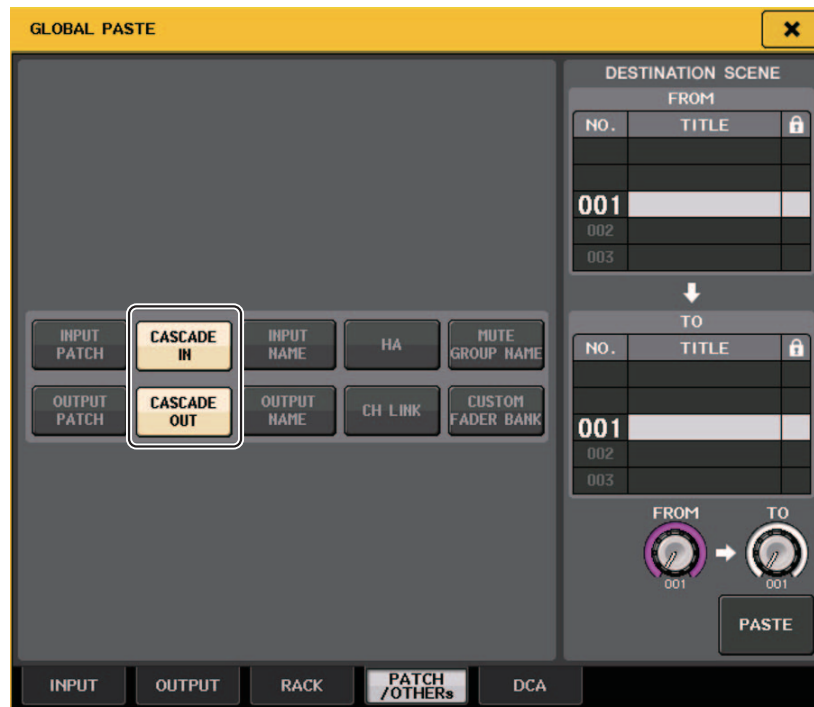 GLOBAL PASTE
DESTINATION SCENE
FROM
NO. TITLE
001
002
003
TO
NO. TITLE
001
002
003
INPUT PATCH
CASCADE IN
INPUT NAME
HA
MUTE GROUP NAME
OUTPUT PATCH
CASCADE OUT
OUTPUT NAME
CH LINK
CUSTOM FADER BANK
FROM TO
001 001
PASTE
INPUT OUTPUT RACK PATCH /OTHERs DCA